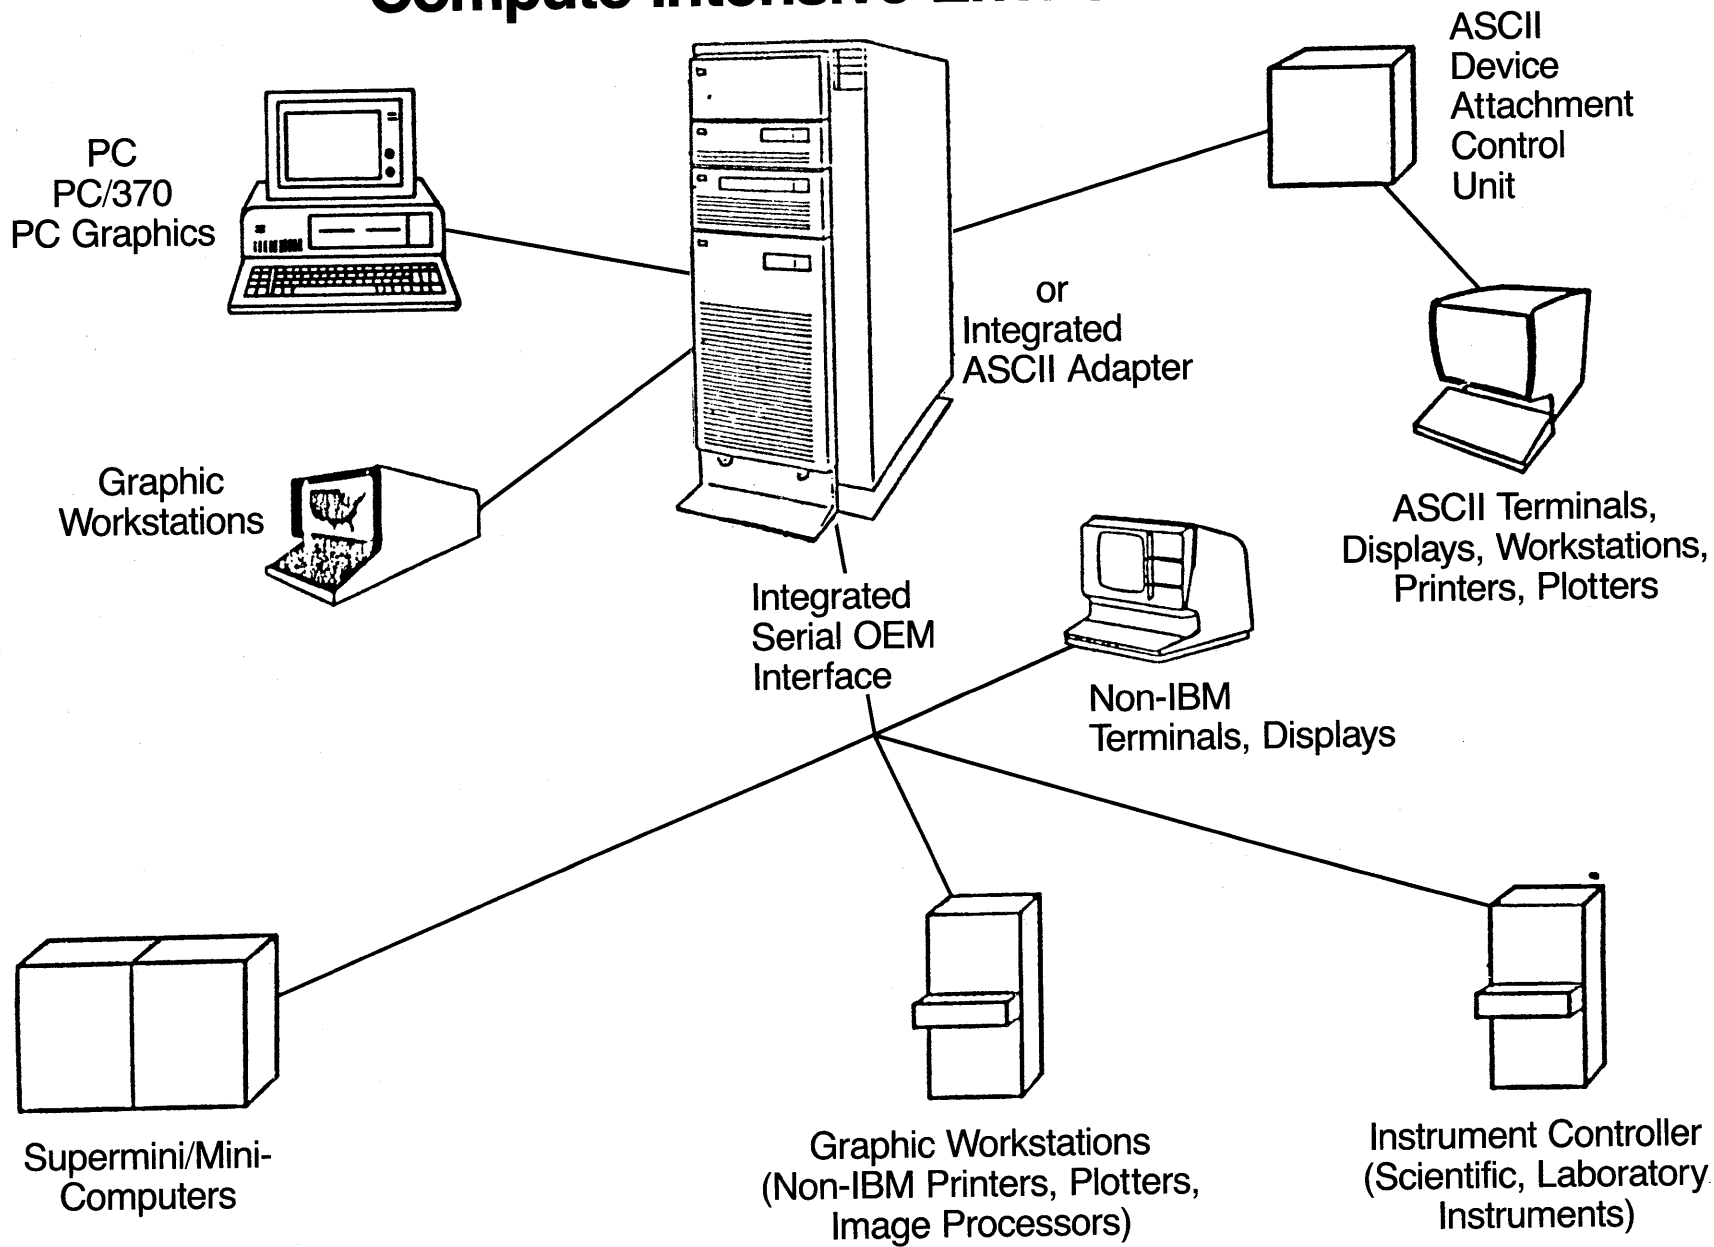 Compute Intensive
ASCII
Device
Attachment
Control
Unit
PC
PC/370
PC Graphics
or
Integrated
ASCII Adapter
Graphic
Workstations
ASCII Terminals,
Displays, Workstations,
Printers, Plotters
Integrated
Serial OEM
Interface
Non-IBM
Terminals, Displays
Supermini/Mini-
Computers
Graphic Workstations
(Non-IBM Printers, Plotters,
Image Processors)
Instrument Controller
(Scientific, Laboratory
Instruments)